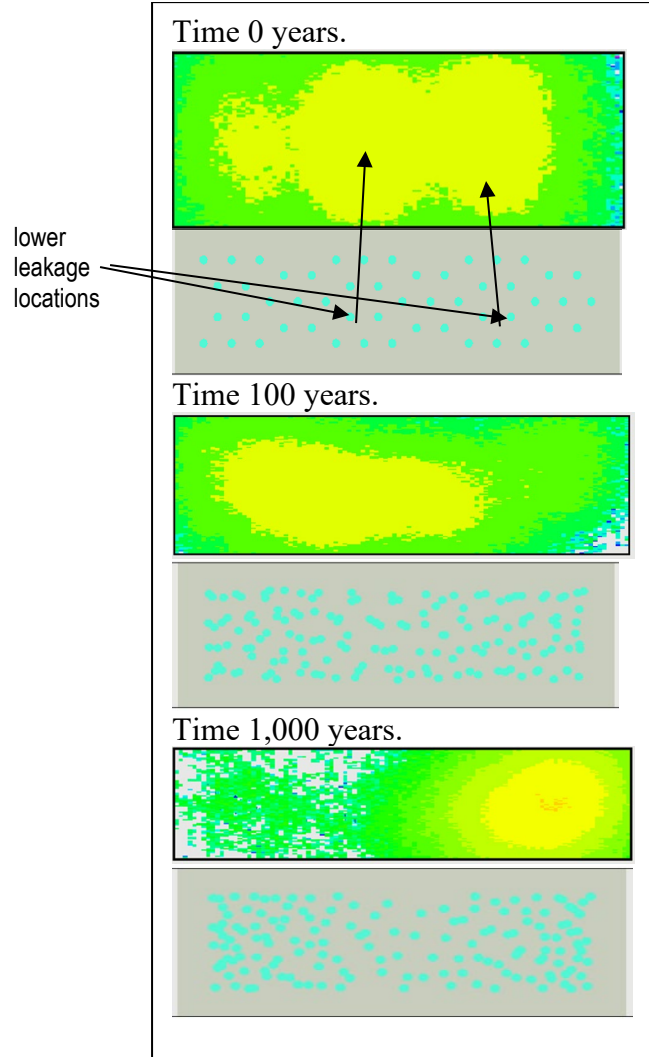 Time 0 years.
lower
leakage
locations
Time 100 years.
Time 1,000 years.